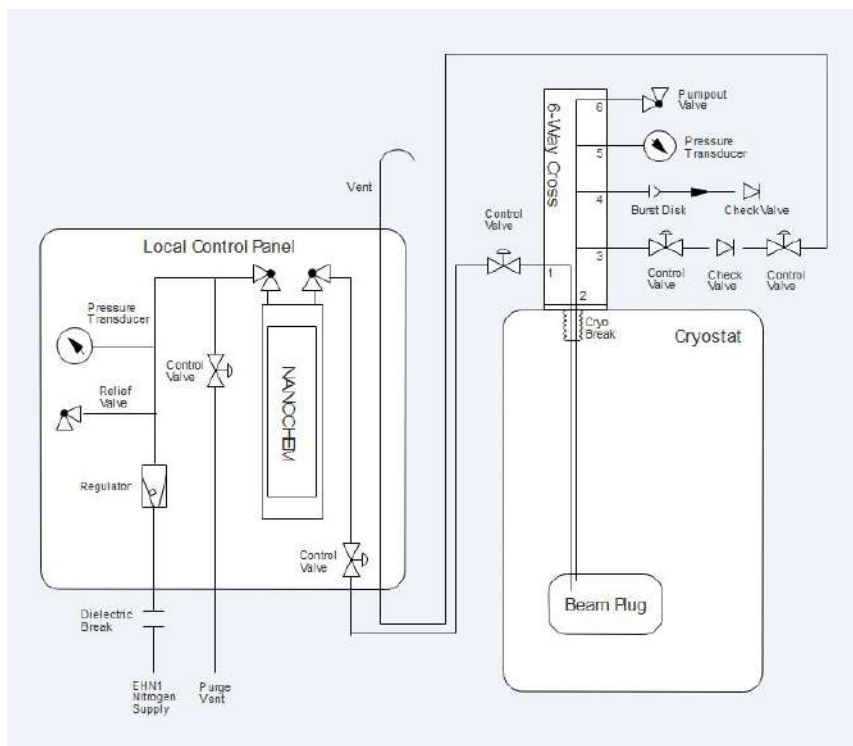 6-Way Cross
6
Pumpout
Valve
5
Pressure
Transducer
4
Burst Disk
Check Valve
3
Control
Valve
Check
Valve
Control
Valve
Control
Valve
1
2
Cryo
Break
Cryostat
Beam Plug
Vent
Local Control Panel
Pressure
Transducer
Control
Valve
Relief
Valve
NANOCHEM
Regulator
Control
Valve
Dielectric
Break
EHN1
Nitrogen
Supply
Purge
Vent